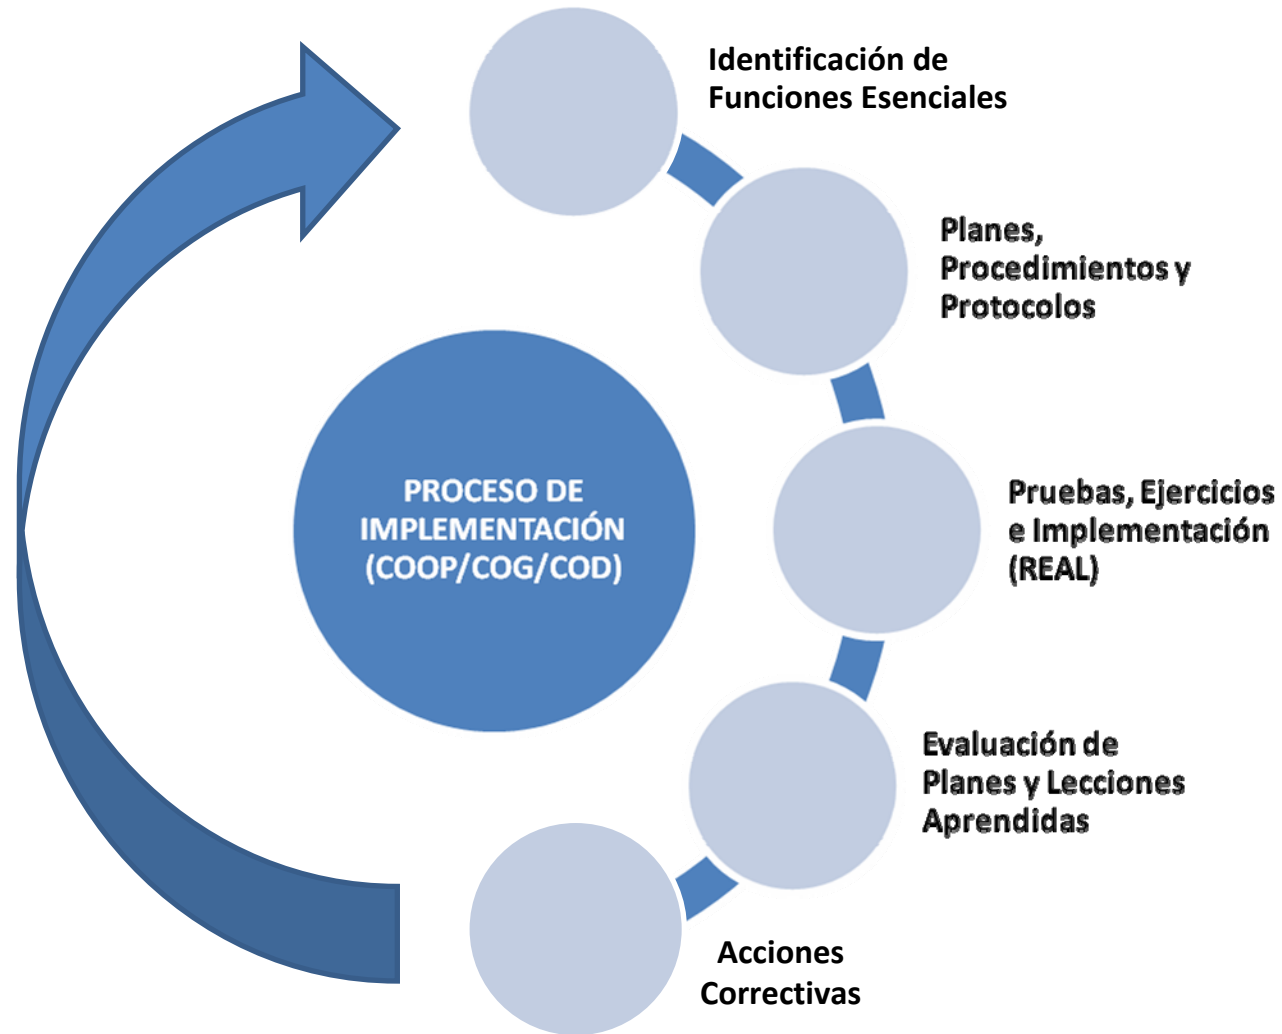 Identificación de
Funciones Esenciales
Planes,
Procedimientos y
Protocolos
PROCESO DE
IMPLEMENTACIÓN
(COOP/COG/COD)
Pruebas, Ejercicios
e Implementación
(REAL)
Evaluación de
Planes y Lecciones
Aprendidas
Acciones
Correctivas